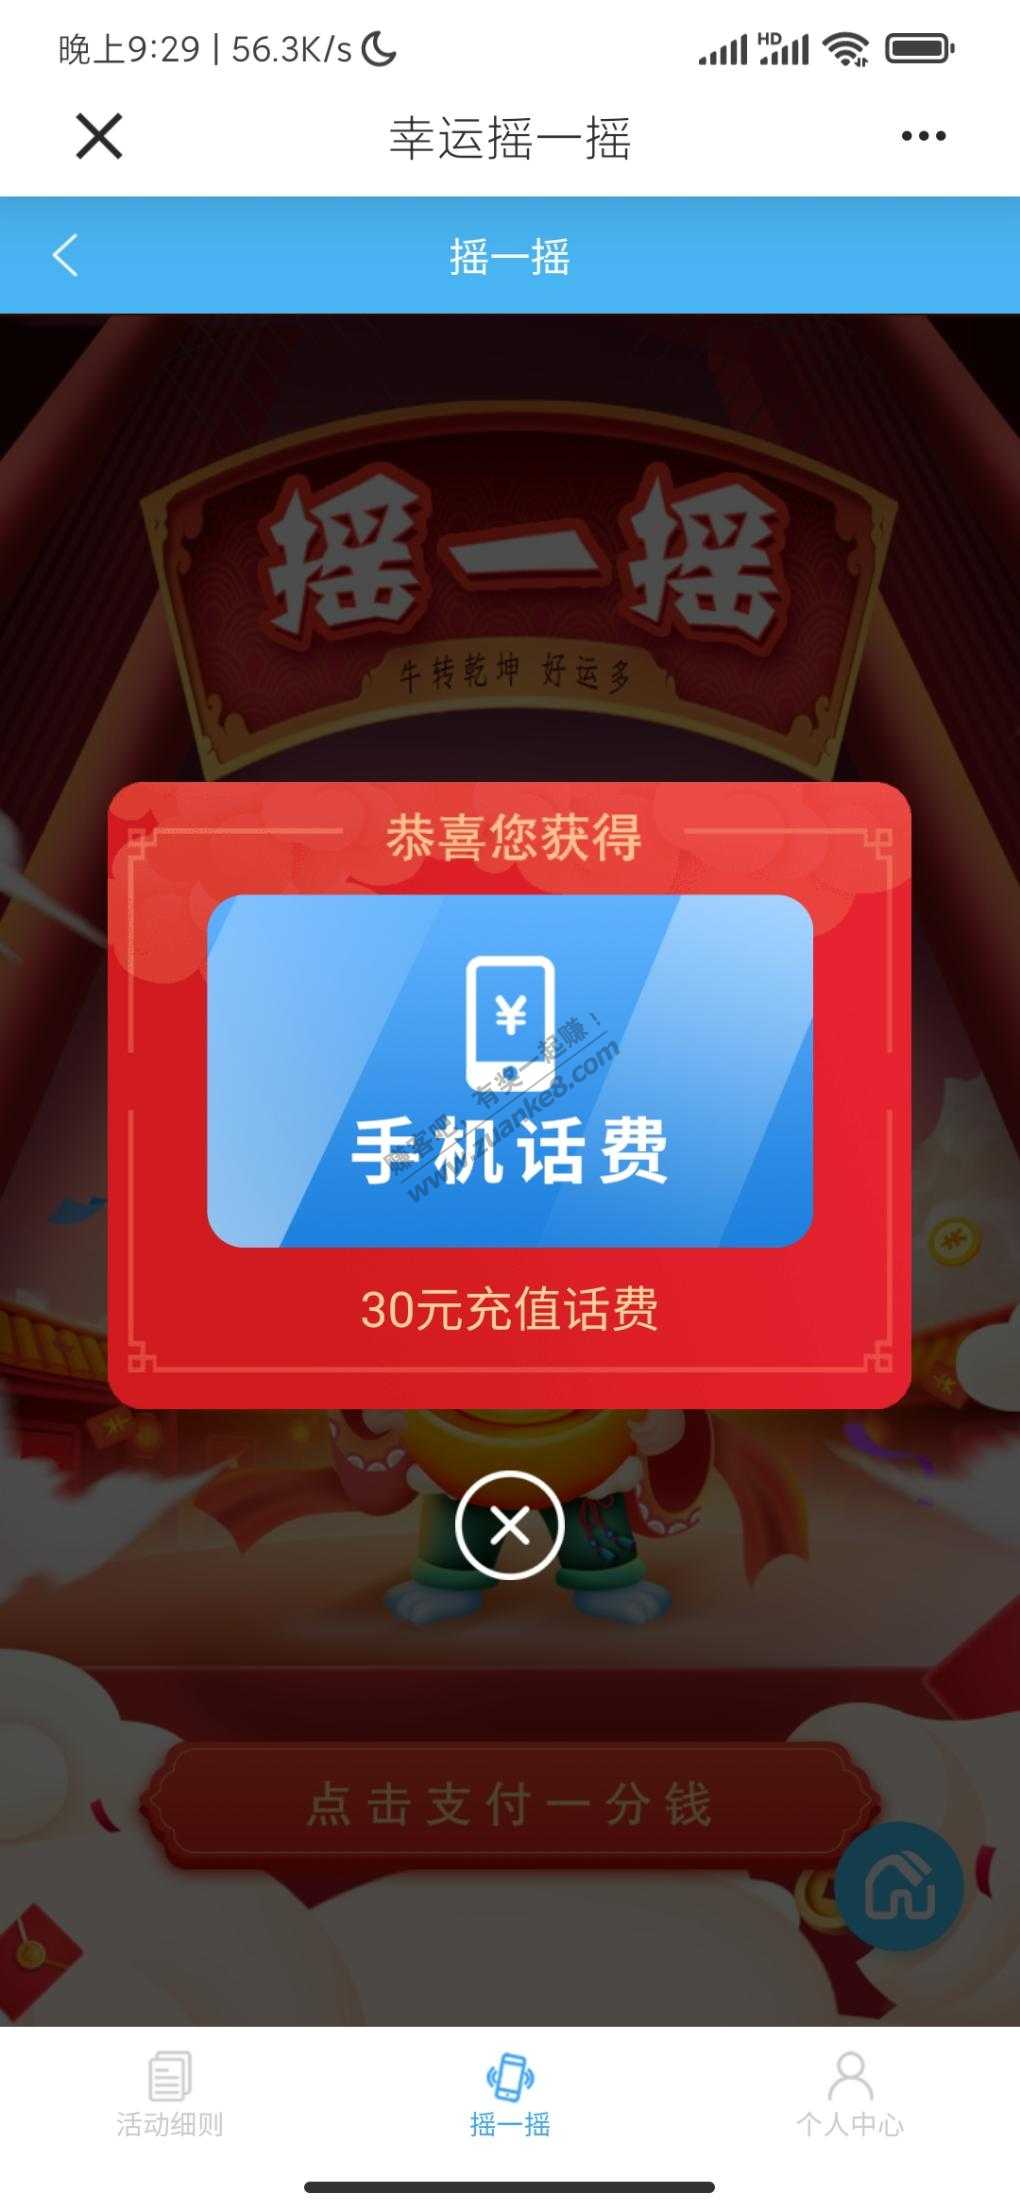 晚上9:29 | 56.3K/s
HD
幸运摇一摇
摇一摇
摇一摇
牛转乾坤 好运多
恭喜您获得
¥
赚客吧，有奖一起赚！
www.zuanke8.com
手机话费
30元充值话费
点击支付一分钱
活动细则
摇一摇
个人中心